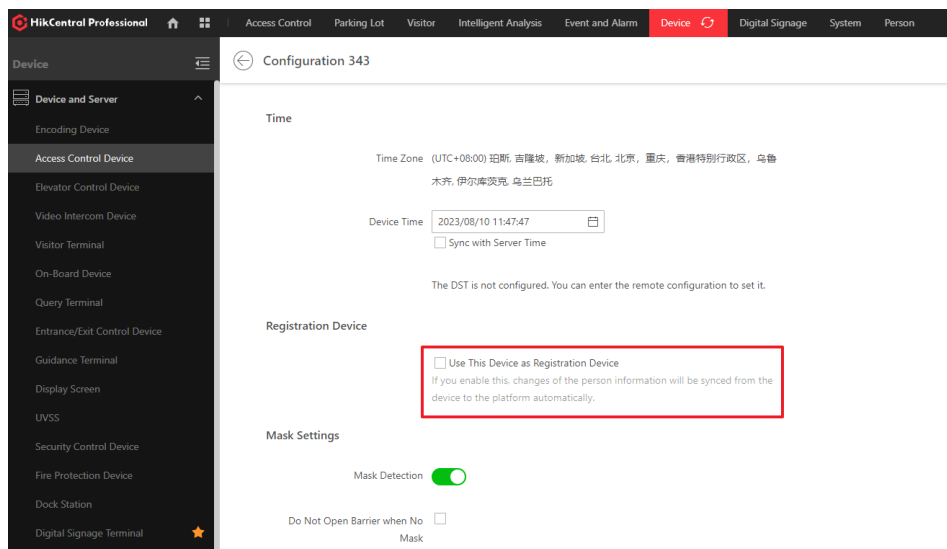 HikCentral Professional
Access Control
Parking Lot
Visitor
Intelligent Analysis
Event and Alarm
Device
Digital Signage
System
Person
Device
Configuration 343
Device and Server
Encoding Device
Access Control Device
Elevator Control Device
Video Intercom Device
Visitor Terminal
On-Board Device
Query Terminal
Entrance/Exit Control Device
Guidance Terminal
Display Screen
UVSS
Security Control Device
Fire Protection Device
Dock Station
Digital Signage Terminal
Time
Time Zone (UTC+08:00) 珀斯, 吉隆坡，新加坡, 台北, 北京，重庆，香港特别行政区，乌鲁
木齐, 伊尔库茨克, 乌兰巴托
Device Time 2023/08/10 11:47:47
Sync with Server Time
The DST is not configured. You can enter the remote configuration to set it.
Registration Device
Use This Device as Registration Device
If you enable this, changes of the person information will be synced from the
device to the platform automatically.
Mask Settings
Mask Detection
Do Not Open Barrier when No
Mask